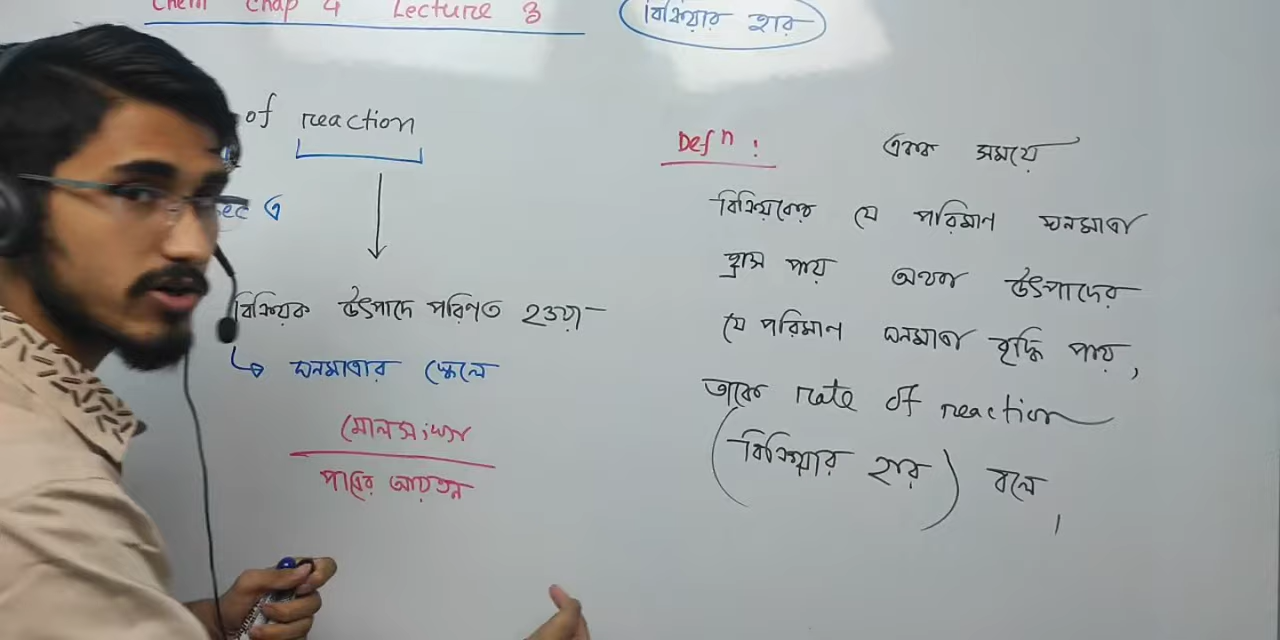 Chem Chap 4 Lecture 3
বিক্রিয়ার হার
of reaction
sec এ
বিক্রিয়ক উৎপাদে পরিণত হওয়া
↳ ঘনমাত্রার স্কেলে
মোলসংখ্যা
পাত্রের আয়তন
Defⁿ : একক সময়ে
বিক্রিয়কের যে পরিমান ঘনমাত্রা
হ্রাস পায় অথবা উৎপাদের
যে পরিমান ঘনমাত্রা বৃদ্ধি পায়,
তাকে rate of reaction
(বিক্রিয়ার হার) বলে।